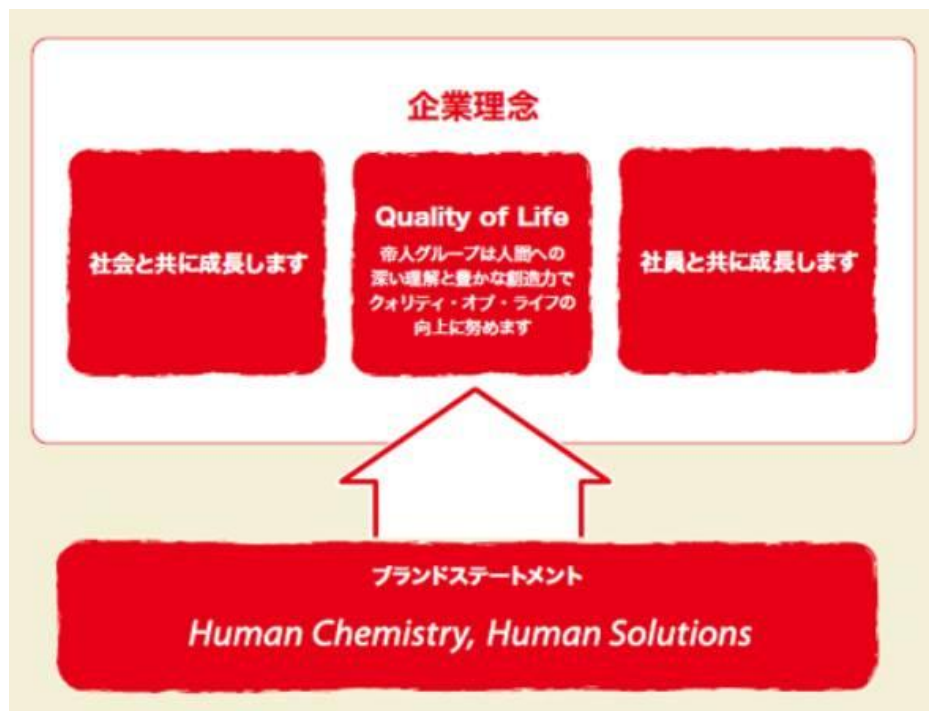 企業理念
社会と共に成長します
Quality of Life
帝人グループは人間への
深い理解と豊かな創造力で
クォリティ・オブ・ライフの
向上に努めます
社員と共に成長します
ブランドステートメント
Human Chemistry, Human Solutions